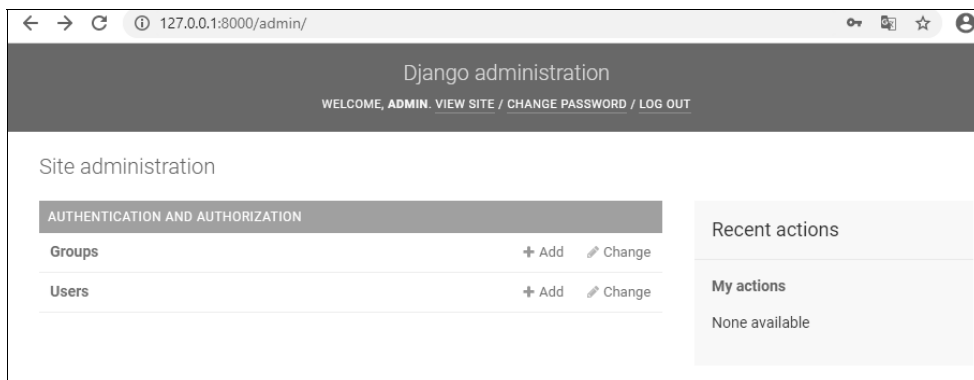 127.0.0.1:8000/admin/
Django administration
WELCOME, ADMIN. VIEW SITE / CHANGE PASSWORD / LOG OUT
Site administration
AUTHENTICATION AND AUTHORIZATION
Groups + Add Change
Users + Add Change
Recent actions
My actions
None available